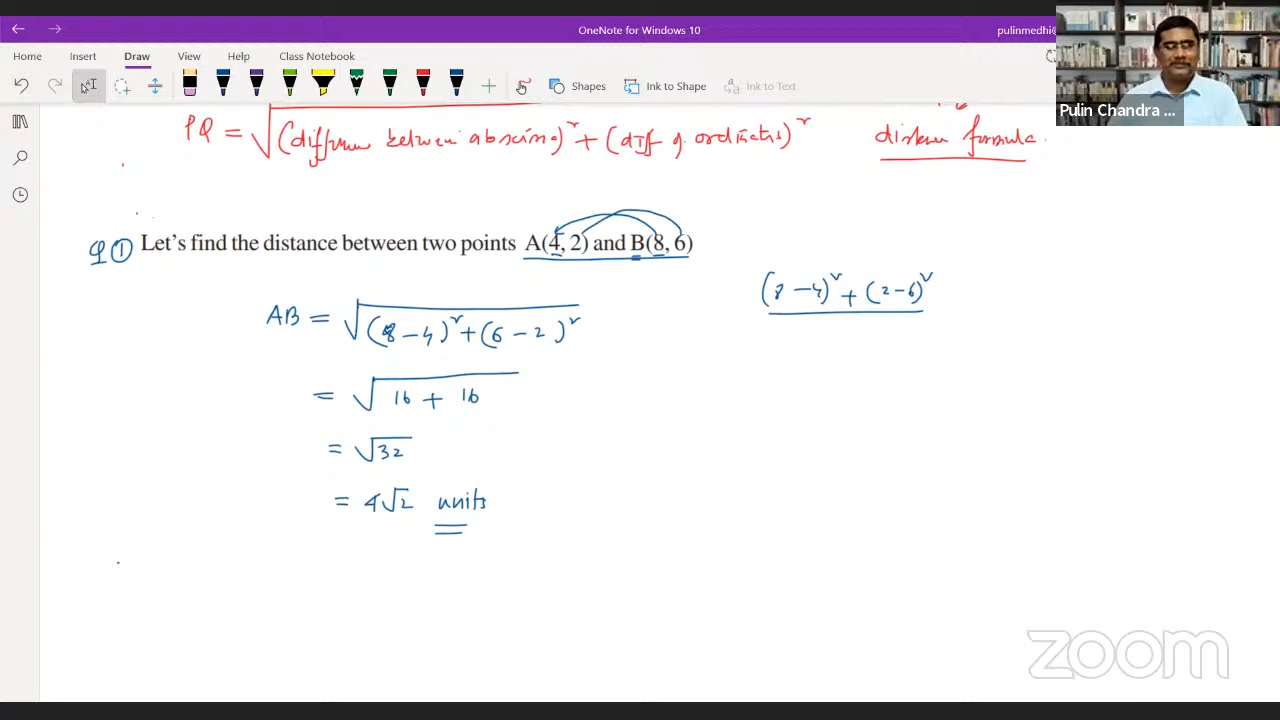 OneNote for Windows 10
pulinmedhi@
Home Insert Draw View Help Class Notebook
Shapes Ink to Shape Ink to Text
Pulin Chandra ...
PQ = √(difference between abscissa)² + (diff of ordinates)² distance formula.
Q ① Let's find the distance between two points A(4, 2) and B(8, 6)
(8 - 4)² + (2 - 6)²
AB = √(8 - 4)² + (6 - 2)²
= √16 + 16
= √32
= 4√2 units
zoom